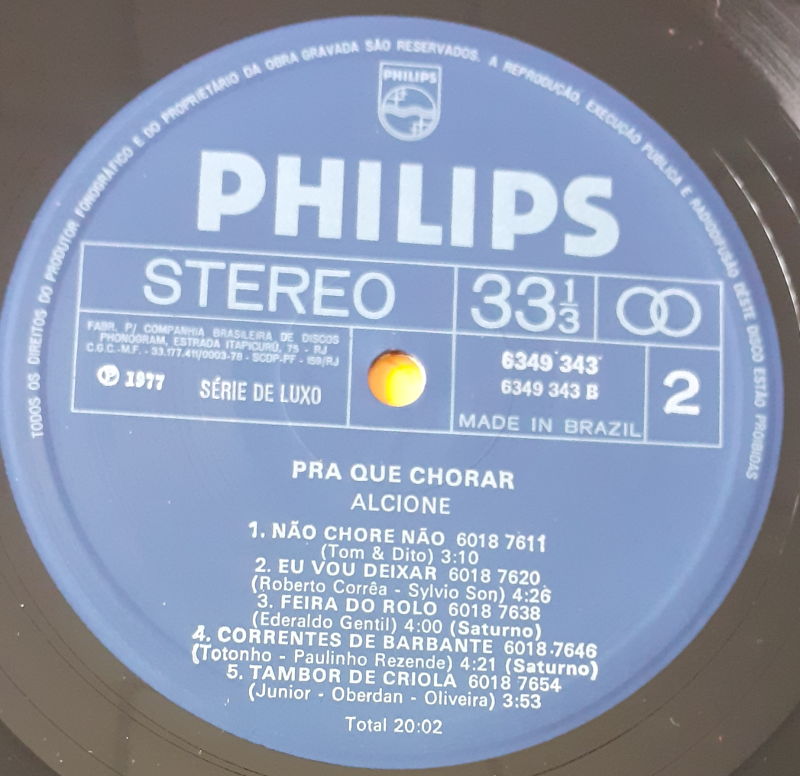 TODOS OS DIREITOS DO PRODUTOR FONOGRÁFICO E DO PROPRIETÁRIO DA OBRA GRAVADA SÃO RESERVADOS. A REPRODUÇÃO, EXECUÇÃO PÚBLICA E RADIODIFUSÃO DESTE DISCO ESTÃO PROIBIDAS
PHILIPS
PHILIPS
STEREO 33 1/3
FABR. P/ COMPANHIA BRASILEIRA DE DISCOS
PHONOGRAM, ESTRADA ITAPICURÚ, 75 - RJ
C.G.C.-M.F. - 33.177.411/0003-78 - SCDP-PF - 159/RJ
℗ 1977 SÉRIE DE LUXO
6349 343
6349 343 B
2
MADE IN BRAZIL
PRA QUE CHORAR
ALCIONE
1. NÃO CHORE NÃO 6018 7611
(Tom & Dito) 3:10
2. EU VOU DEIXAR 6018 7620
(Roberto Corrêa - Sylvio Son) 4:26
3. FEIRA DO ROLO 6018 7638
(Ederaldo Gentil) 4:00 (Saturno)
4. CORRENTES DE BARBANTE 6018 7646
(Totonho - Paulinho Rezende) 4:21 (Saturno)
5. TAMBOR DE CRIOLA 6018 7654
(Junior - Oberdan - Oliveira) 3:53
Total 20:02